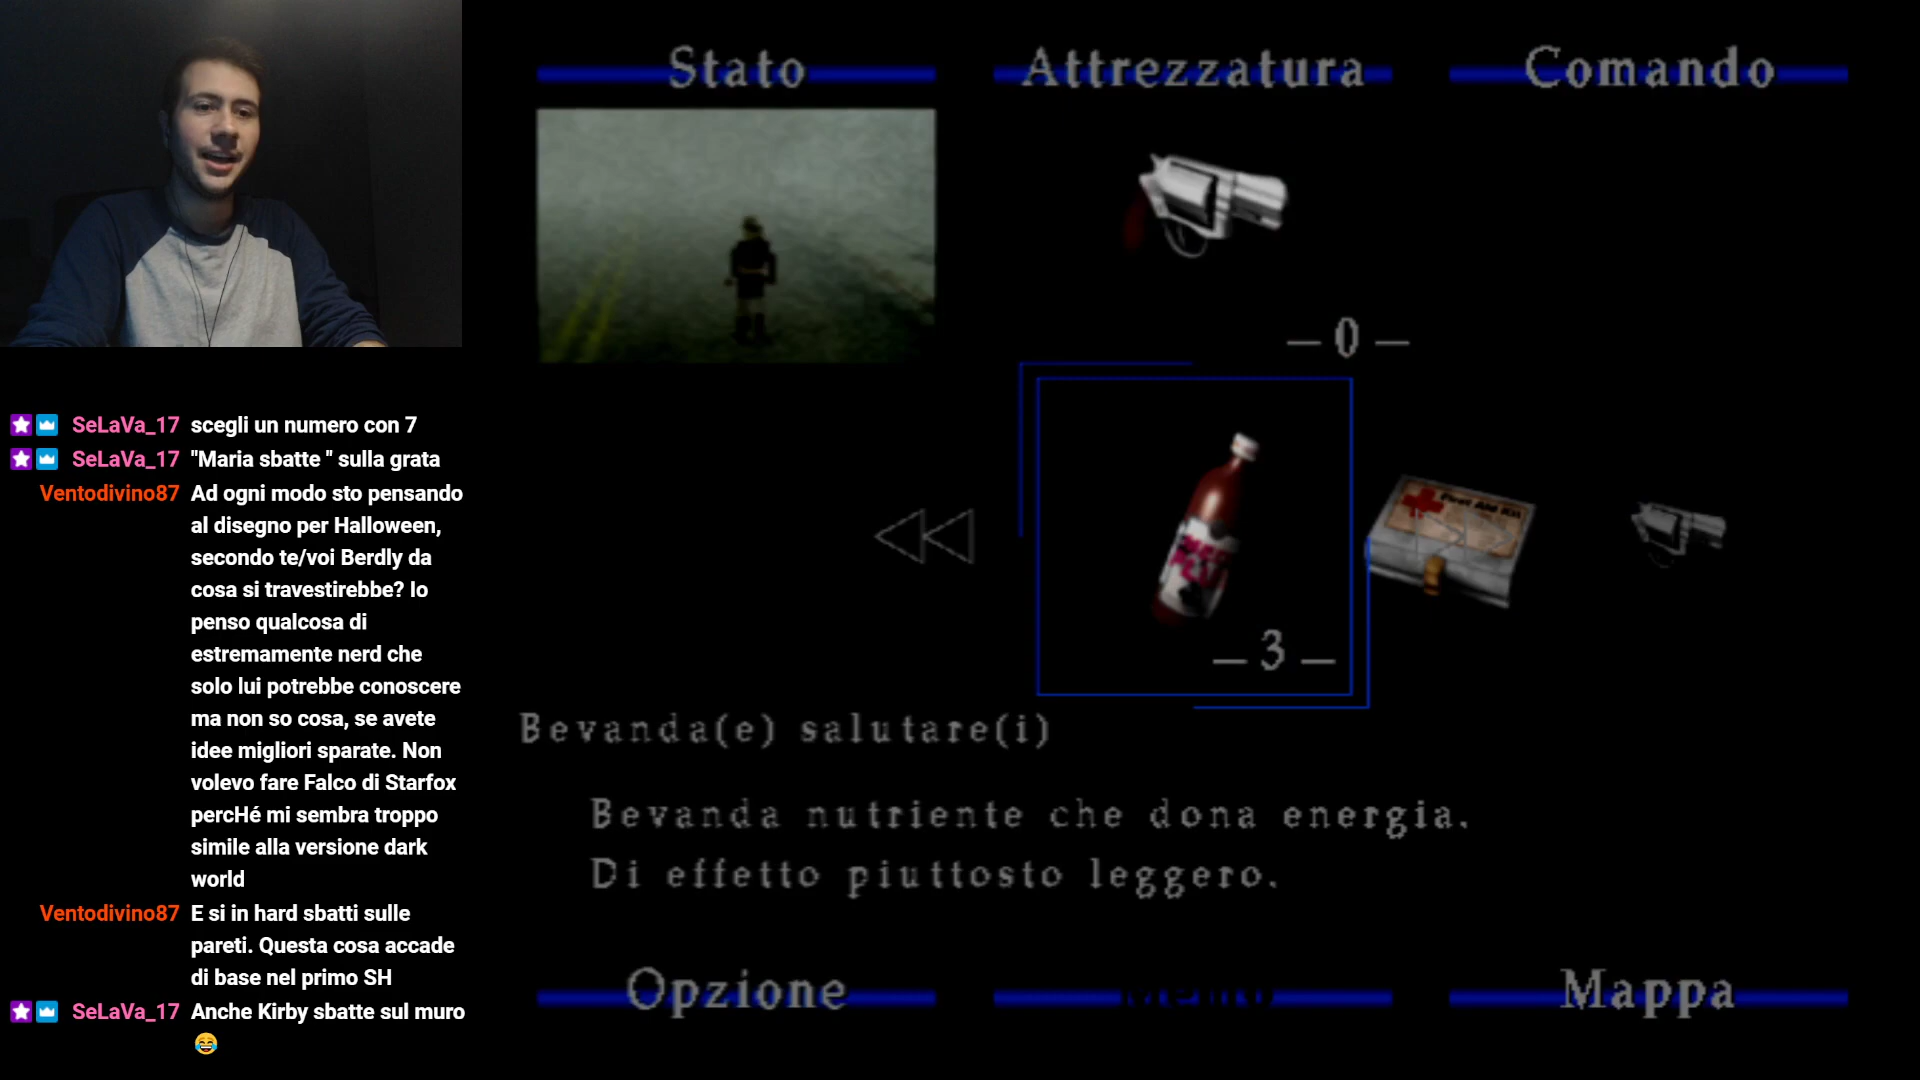 Stato
Attrezzatura
Comando
— 0 —
First Aid Kit
— 3 —
Bevanda(e) salutare(i)
Bevanda nutriente che dona energia.
Di effetto piuttosto leggero.
Opzione
Mappa
SeLaVa_17 scegli un numero con 7
SeLaVa_17 "Maria sbatte " sulla grata
Ventodivino87 Ad ogni modo sto pensando
al disegno per Halloween,
secondo te/voi Berdly da
cosa si travestirebbe? Io
penso qualcosa di
estremamente nerd che
solo lui potrebbe conoscere
ma non so cosa, se avete
idee migliori sparate. Non
volevo fare Falco di Starfox
percHé mi sembra troppo
simile alla versione dark
world
Ventodivino87 E si in hard sbatti sulle
pareti. Questa cosa accade
di base nel primo SH
SeLaVa_17 Anche Kirby sbatte sul muro
😂